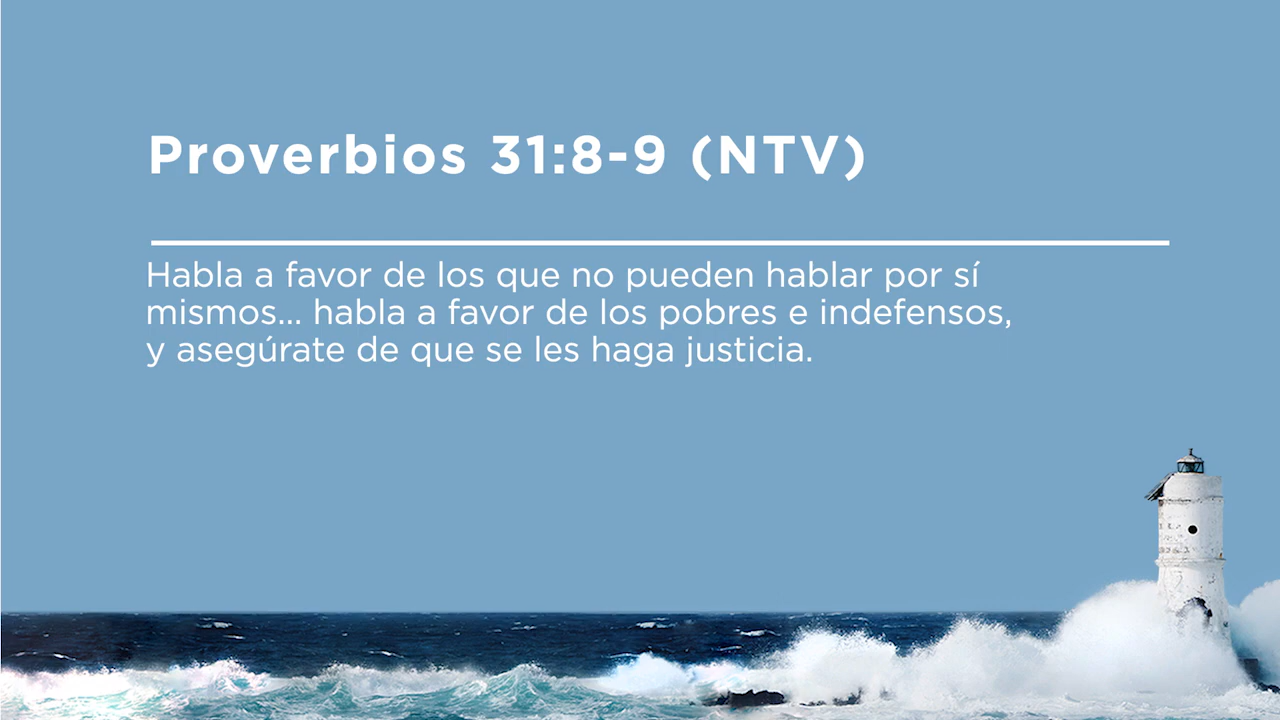 Proverbios 31:8-9 (NTV)
Habla a favor de los que no pueden hablar por sí
mismos... habla a favor de los pobres e indefensos,
y asegúrate de que se les haga justicia.